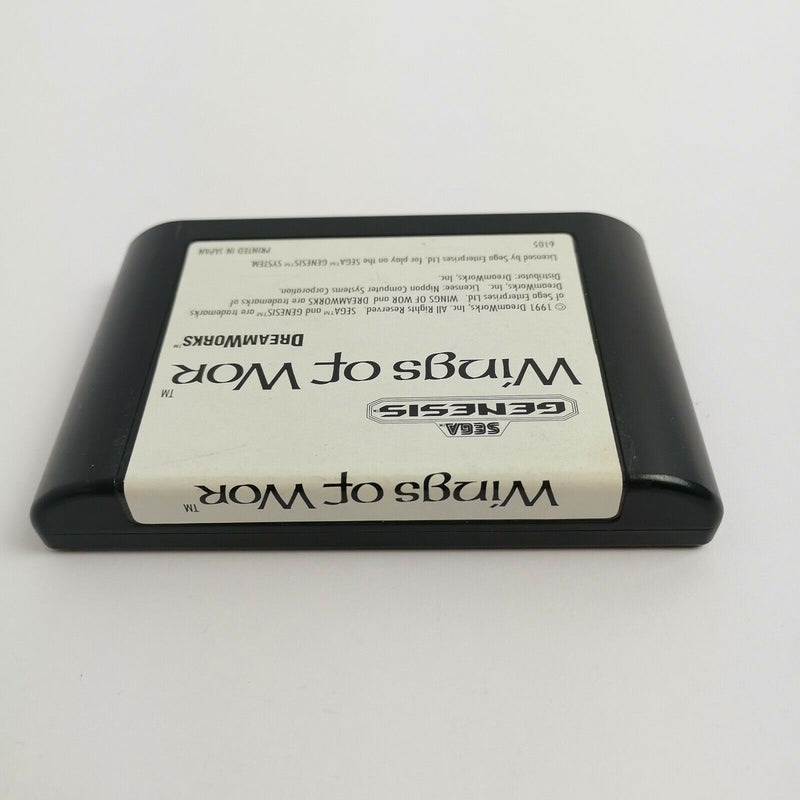 Wings of Wor™
SEGA®
GENESIS
Wings of Wor™
DREAMWORKS™
© 1991 DreamWorks, Inc. All Rights Reserved. SEGA™ and GENESIS™ are trademarks
of Sega Enterprises Ltd. WINGS OF WOR and DREAMWORKS are trademarks of
DreamWorks, Inc. Licensee: Nippon Computer Systems Corporation.
Distributor: DreamWorks, Inc.
Licensed by Sega Enterprises Ltd. for play on the SEGA™ GENESIS™ SYSTEM.
6105 PRINTED IN JAPAN